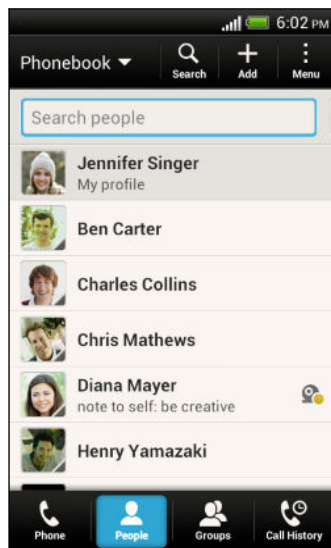 6:02 PM
Phonebook
Search
Add
Menu
Search people
Jennifer Singer
My profile
Ben Carter
Charles Collins
Chris Mathews
Diana Mayer
note to self: be creative
Henry Yamazaki
Phone
People
Groups
Call History